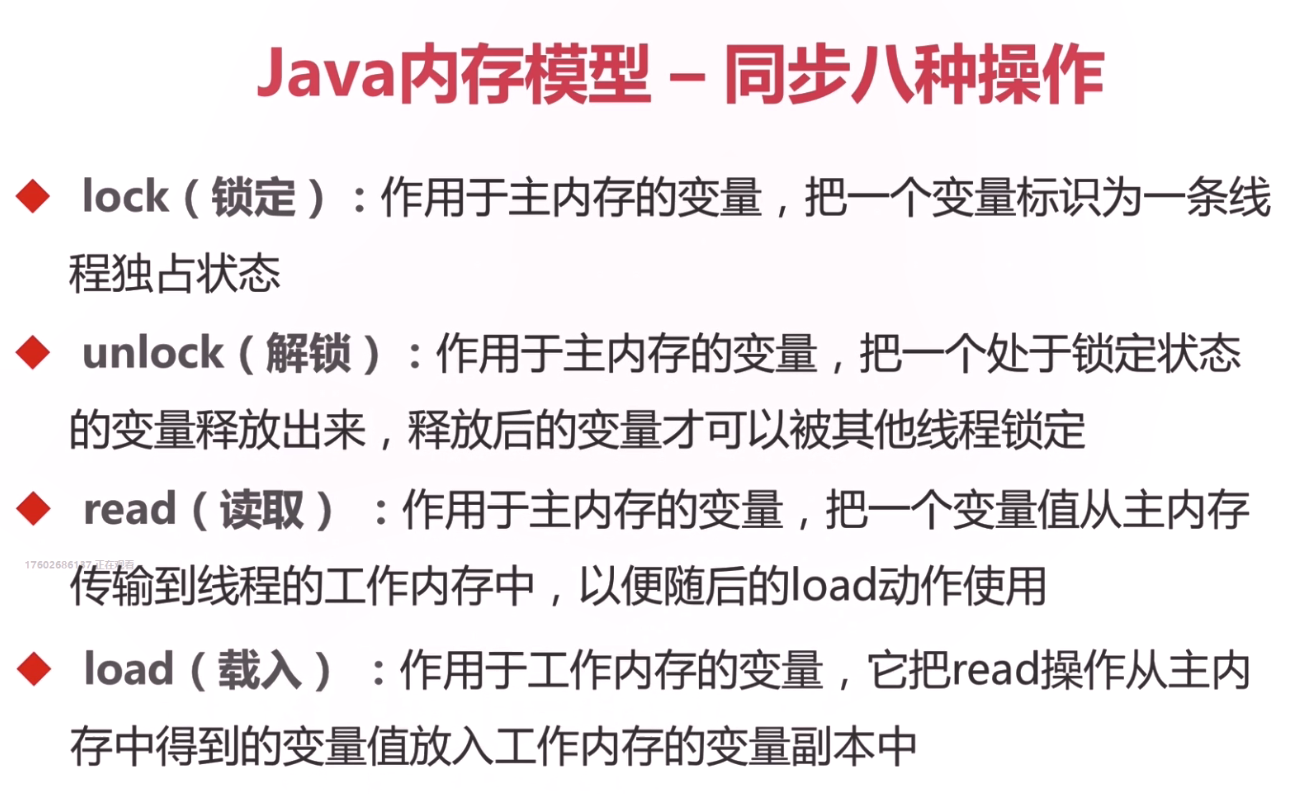 Java内存模型 – 同步八种操作
lock（锁定）：作用于主内存的变量，把一个变量标识为一条线
程独占状态
unlock（解锁）：作用于主内存的变量，把一个处于锁定状态
的变量释放出来，释放后的变量才可以被其他线程锁定
read（读取） ：作用于主内存的变量，把一个变量值从主内存
传输到线程的工作内存中，以便随后的load动作使用
load（载入） ：作用于工作内存的变量，它把read操作从主内
存中得到的变量值放入工作内存的变量副本中